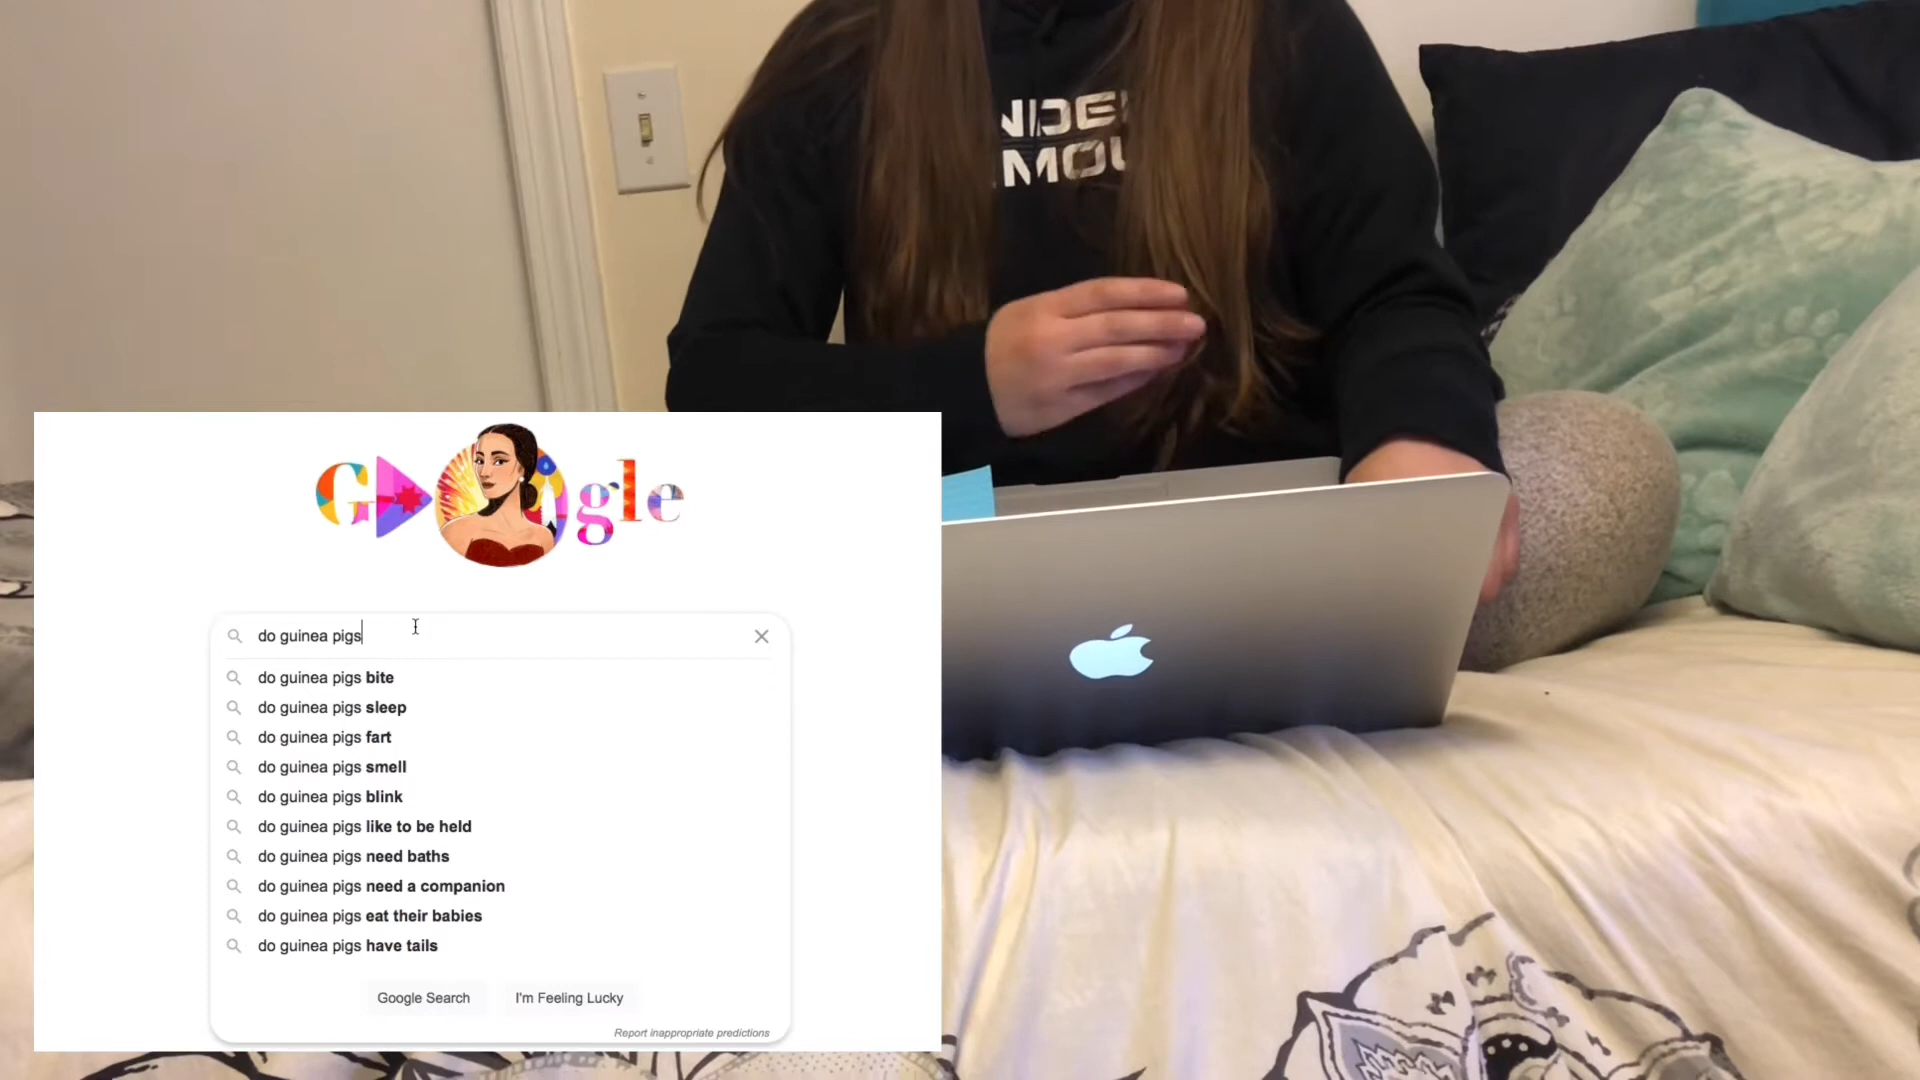 NDE
MOU
Google
do guinea pigs
do guinea pigs bite
do guinea pigs sleep
do guinea pigs fart
do guinea pigs smell
do guinea pigs blink
do guinea pigs like to be held
do guinea pigs need baths
do guinea pigs need a companion
do guinea pigs eat their babies
do guinea pigs have tails
Google Search
I'm Feeling Lucky
Report inappropriate predictions